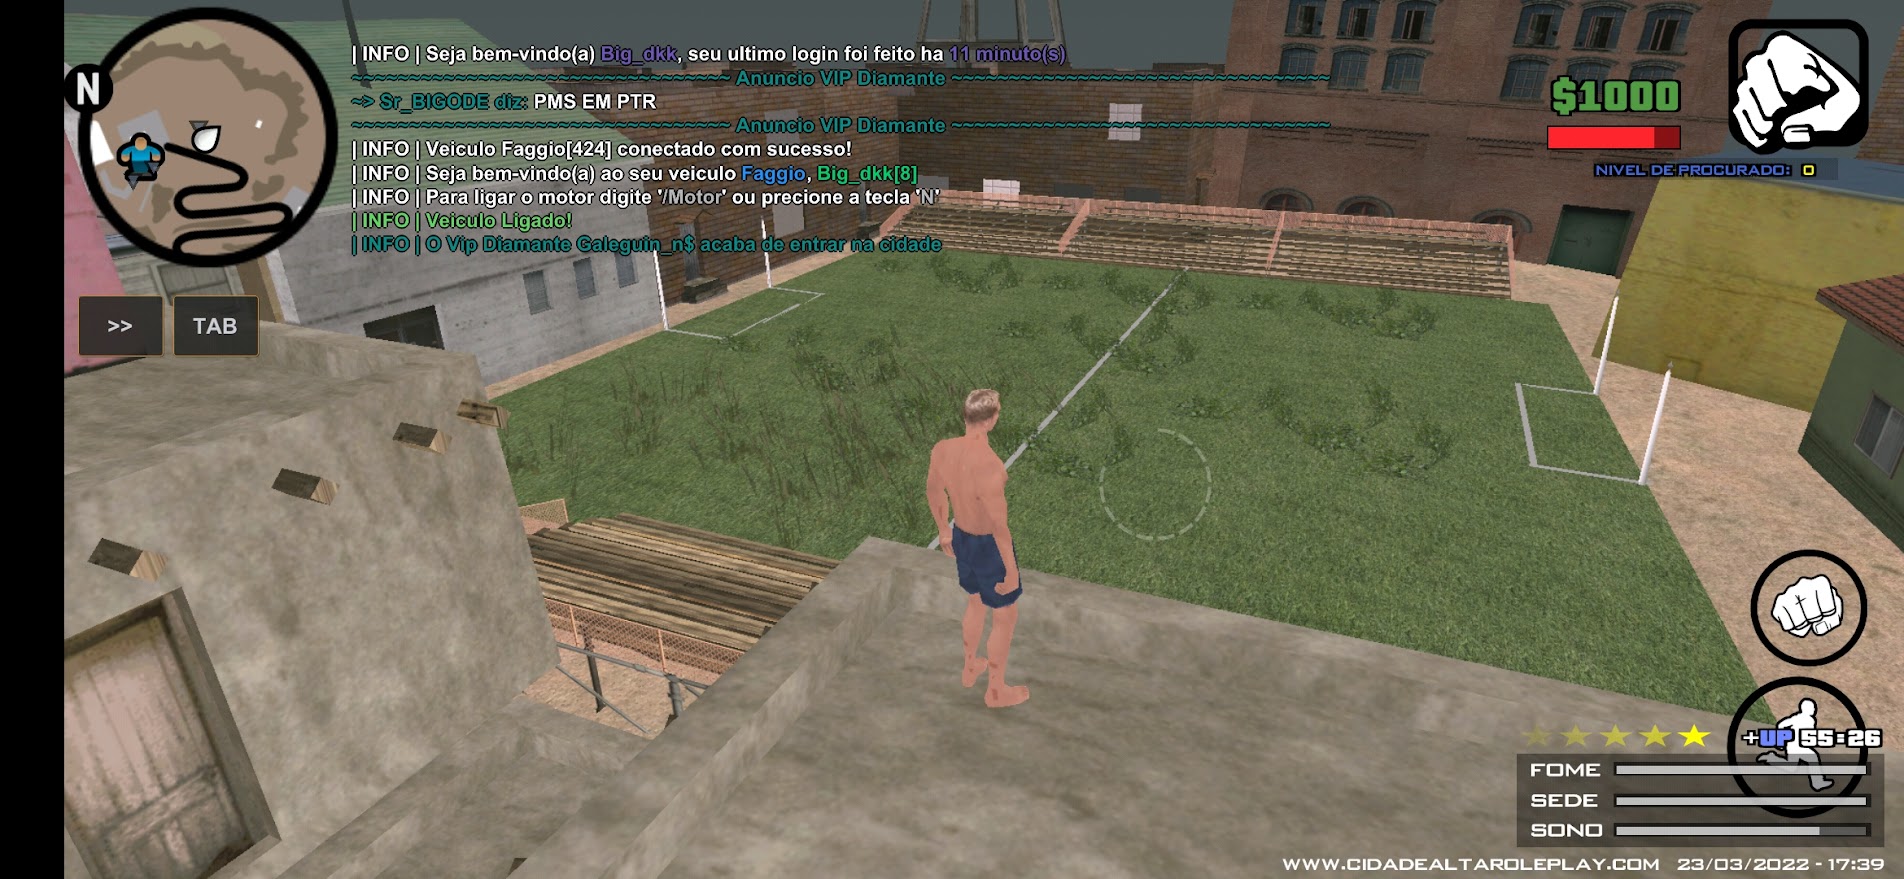 N
| INFO | Seja bem-vindo(a) Big_dkk, seu ultimo login foi feito ha 11 minuto(s)
~~~~~~~~~~~~~~~~~~~~~~~~~~~~ Anuncio VIP Diamante ~~~~~~~~~~~~~~~~~~~~~~~~~~~~
~> Sr_BIGODE diz: PMS EM PTR
~~~~~~~~~~~~~~~~~~~~~~~~~~~~ Anuncio VIP Diamante ~~~~~~~~~~~~~~~~~~~~~~~~~~~~
| INFO | Veiculo Faggio[424] conectado com sucesso!
| INFO | Seja bem-vindo(a) ao seu veiculo Faggio, Big_dkk[8]
| INFO | Para ligar o motor digite '/Motor' ou precione a tecla 'N'
| INFO | Veiculo Ligado!
| INFO | O Vip Diamante Galeguin_n$ acaba de entrar na cidade
$1000
NIVEL DE PROCURADO: 0
>>
TAB
+UP 55:26
FOME
SEDE
SONO
WWW.CIDADEALTAROLEPLAY.COM 23/03/2022 - 17:39